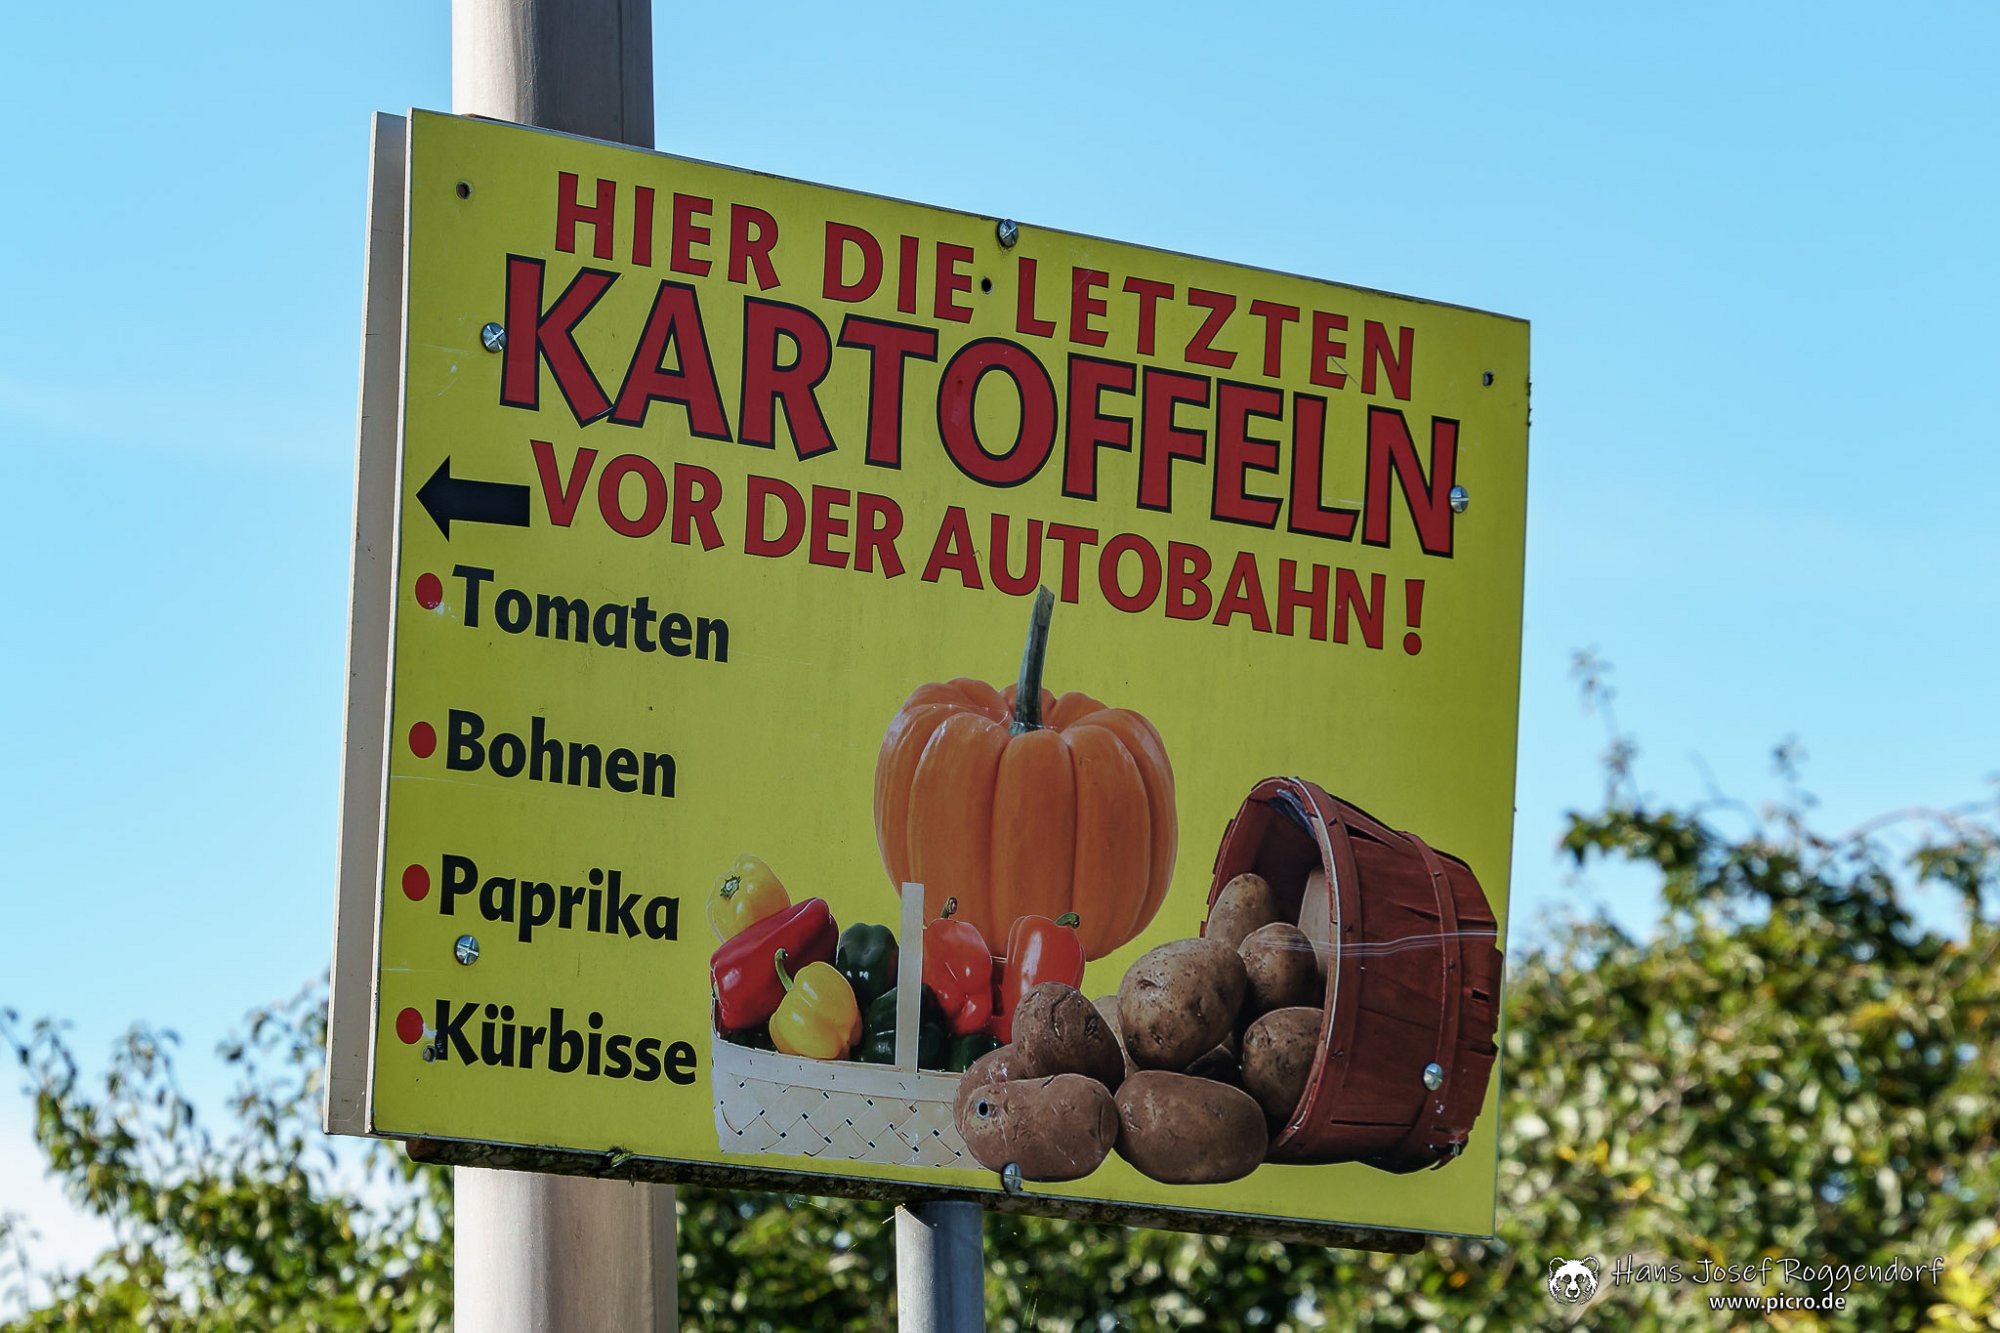 HIER DIE LETZTEN
KARTOFFELN
VOR DER AUTOBAHN!
Tomaten
Bohnen
Paprika
Kürbisse
Hans Josef Roggendorf
www.picro.de